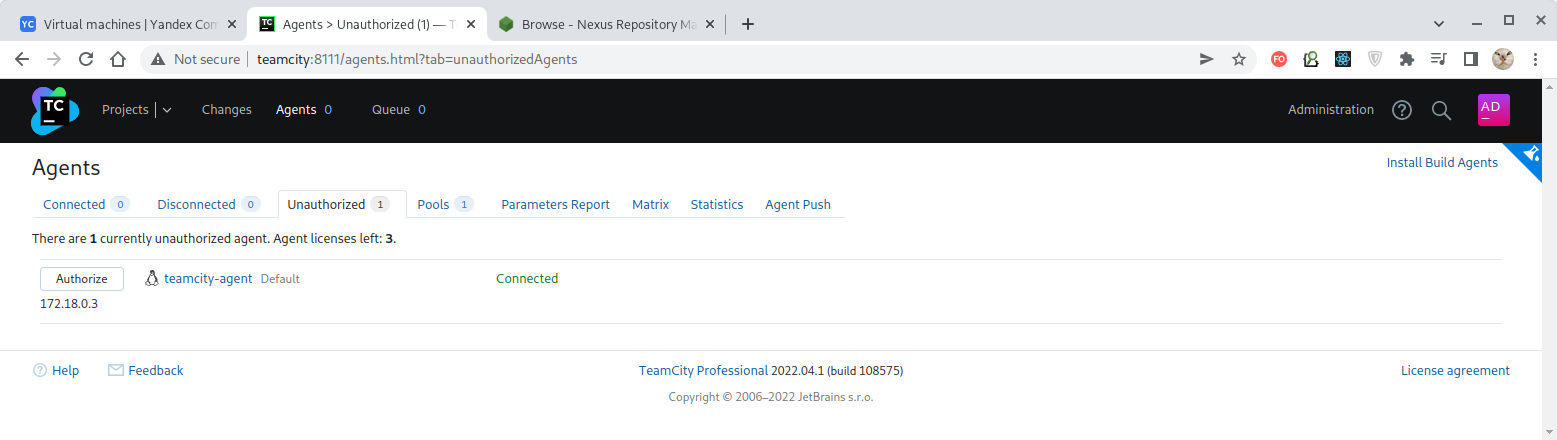 YC Virtual machines | Yandex Com
TC Agents > Unauthorized (1) — T
Browse - Nexus Repository Ma
Not secure teamcity:8111/agents.html?tab=unauthorizedAgents
FO
TC Projects Changes Agents 0 Queue 0 Administration AD
Agents
Install Build Agents
Connected 0 Disconnected 0 Unauthorized 1 Pools 1 Parameters Report Matrix Statistics Agent Push
There are 1 currently unauthorized agent. Agent licenses left: 3.
Authorize teamcity-agent Default Connected
172.18.0.3
Help Feedback TeamCity Professional 2022.04.1 (build 108575) License agreement
Copyright © 2006–2022 JetBrains s.r.o.